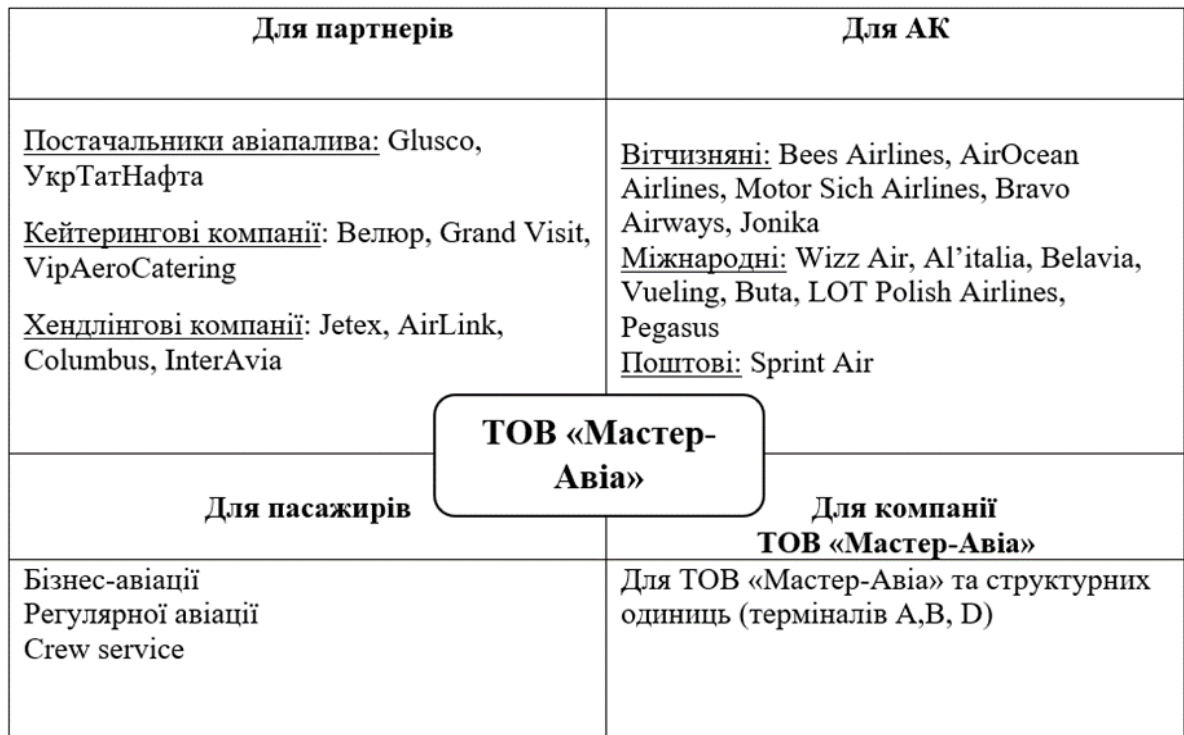 Для партнерів
Для АК
Постачальники авіапалива: Glusco,
УкрТатНафта
Кейтерингові компанії: Велюр, Grand Visit,
VipAeroCatering
Хендлінгові компанії: Jetex, AirLink,
Columbus, InterAvia
Вітчизняні: Bees Airlines, AirOcean
Airlines, Motor Sich Airlines, Bravo
Airways, Jonika
Міжнародні: Wizz Air, Al’italia, Belavia,
Vueling, Buta, LOT Polish Airlines,
Pegasus
Поштові: Sprint Air
ТОВ «Мастер-
Авіа»
Для пасажирів
Для компанії
ТОВ «Мастер-Авіа»
Бізнес-авіації
Регулярної авіації
Crew service
Для ТОВ «Мастер-Авіа» та структурних
одиниць (терміналів А,В, D)